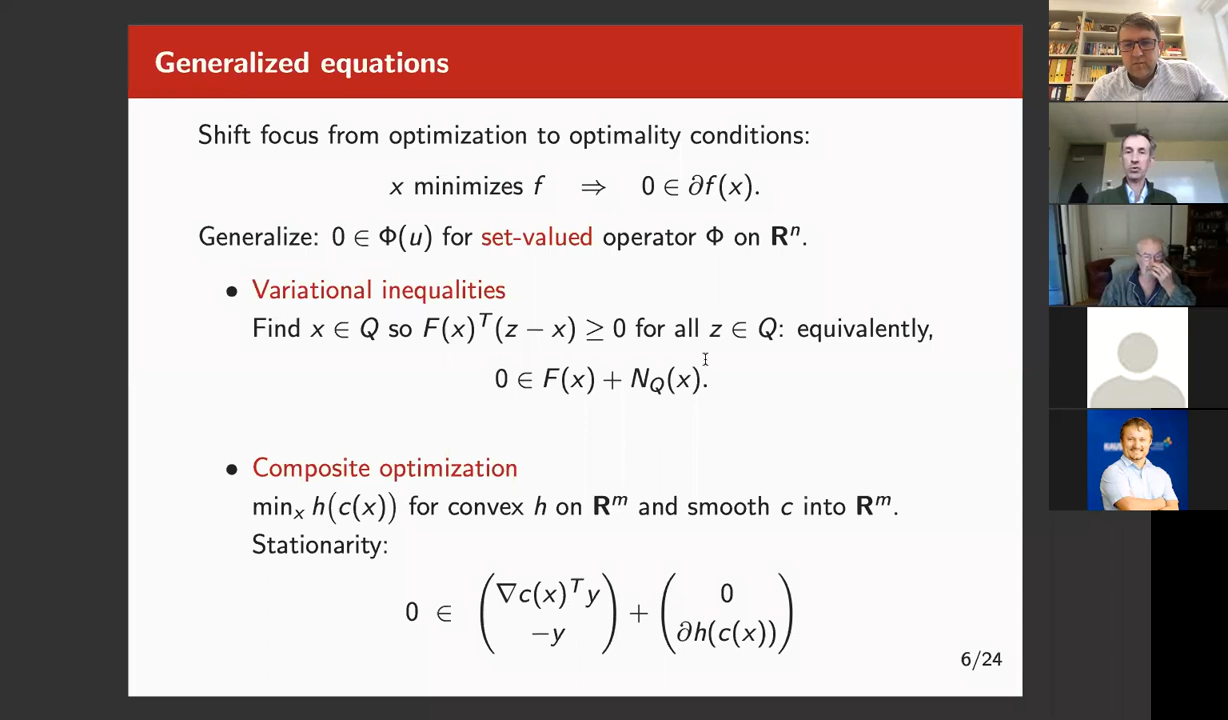 Generalized equations
Shift focus from optimization to optimality conditions:
x minimizes f ⇒ 0 ∈ ∂f(x).
Generalize: 0 ∈ Φ(u) for set-valued operator Φ on Rⁿ.
• Variational inequalities
Find x ∈ Q so F(x)ᵀ(z − x) ≥ 0 for all z ∈ Q: equivalently,
0 ∈ F(x) + N_Q(x).
• Composite optimization
minₓ h(c(x)) for convex h on Rᵐ and smooth c into Rᵐ.
Stationarity:
0 ∈ (∇c(x)ᵀy −y) + (0 ∂h(c(x)))
6/24